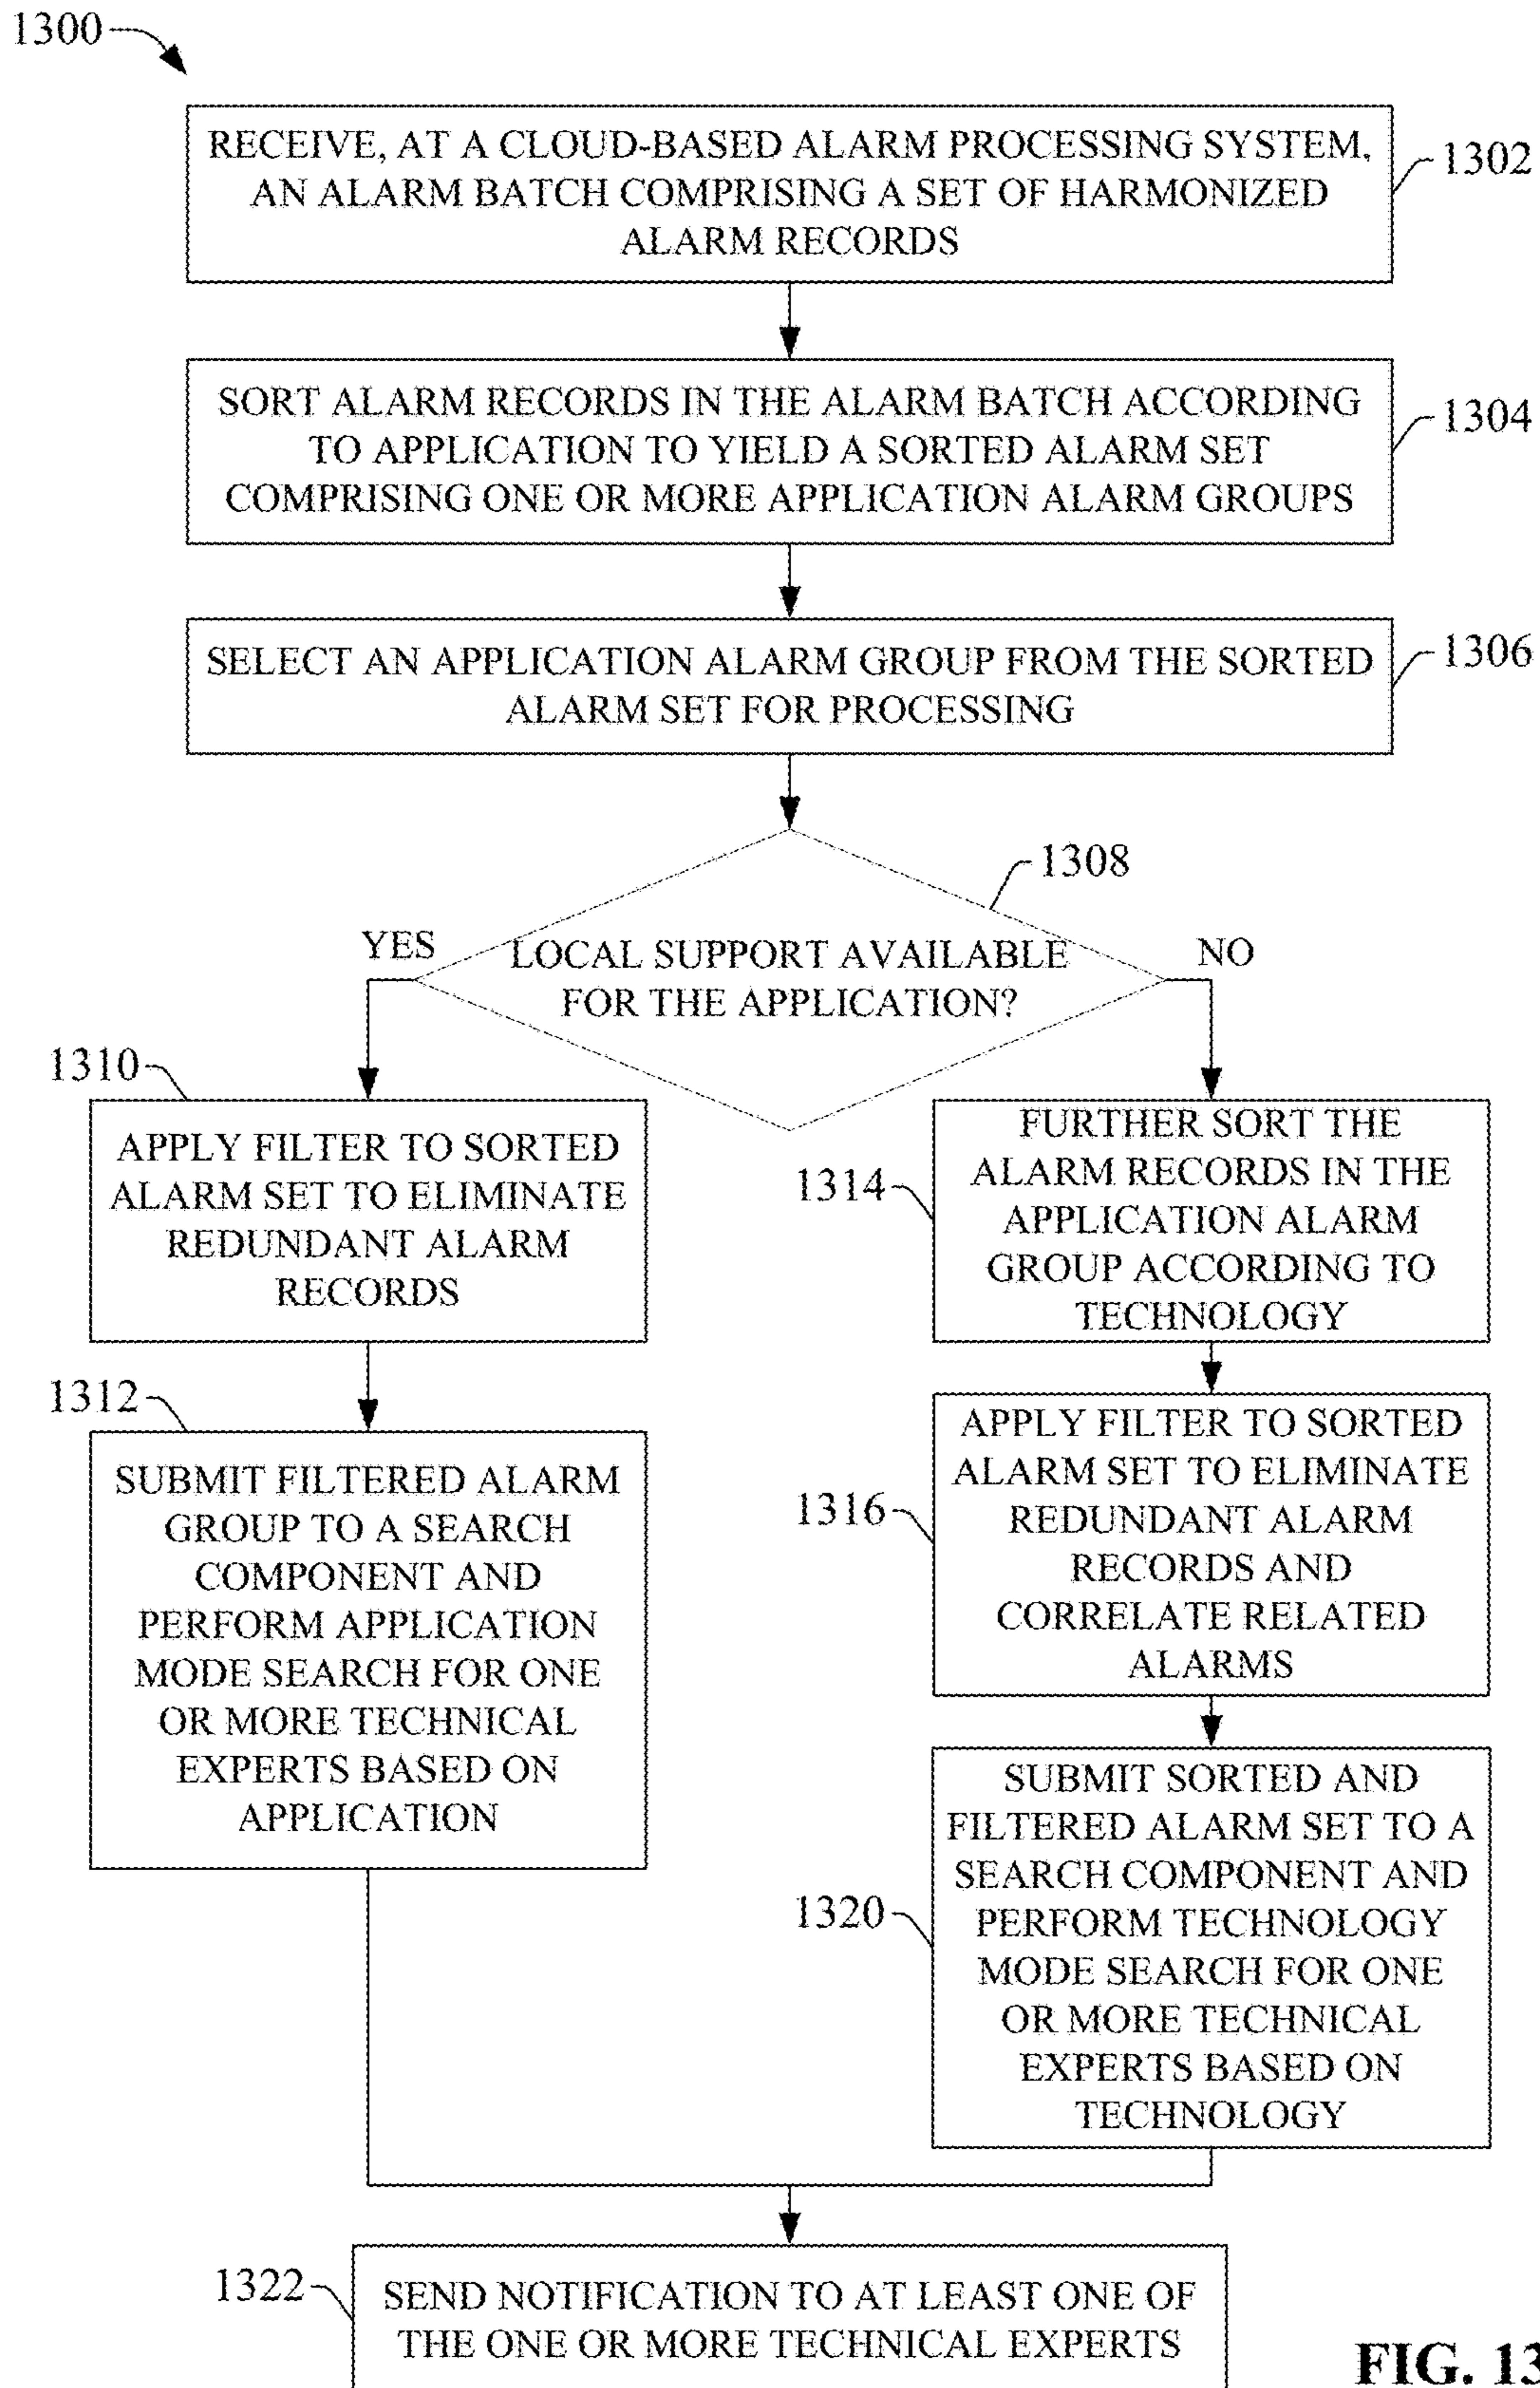 1300
RECEIVE, AT A CLOUD-BASED ALARM PROCESSING SYSTEM,
AN ALARM BATCH COMPRISING A SET OF HARMONIZED
ALARM RECORDS
1302
SORT ALARM RECORDS IN THE ALARM BATCH ACCORDING
TO APPLICATION TO YIELD A SORTED ALARM SET
COMPRISING ONE OR MORE APPLICATION ALARM GROUPS
1304
SELECT AN APPLICATION ALARM GROUP FROM THE SORTED
ALARM SET FOR PROCESSING
1306
1308
YES
LOCAL SUPPORT AVAILABLE
FOR THE APPLICATION?
NO
1310
APPLY FILTER TO SORTED
ALARM SET TO ELIMINATE
REDUNDANT ALARM
RECORDS
1312
SUBMIT FILTERED ALARM
GROUP TO A SEARCH
COMPONENT AND
PERFORM APPLICATION
MODE SEARCH FOR ONE
OR MORE TECHNICAL
EXPERTS BASED ON
APPLICATION
1314
FURTHER SORT THE
ALARM RECORDS IN THE
APPLICATION ALARM
GROUP ACCORDING TO
TECHNOLOGY
1316
APPLY FILTER TO SORTED
ALARM SET TO ELIMINATE
REDUNDANT ALARM
RECORDS AND
CORRELATE RELATED
ALARMS
1320
SUBMIT SORTED AND
FILTERED ALARM SET TO A
SEARCH COMPONENT AND
PERFORM TECHNOLOGY
MODE SEARCH FOR ONE
OR MORE TECHNICAL
EXPERTS BASED ON
TECHNOLOGY
1322
SEND NOTIFICATION TO AT LEAST ONE OF
THE ONE OR MORE TECHNICAL EXPERTS
FIG. 13